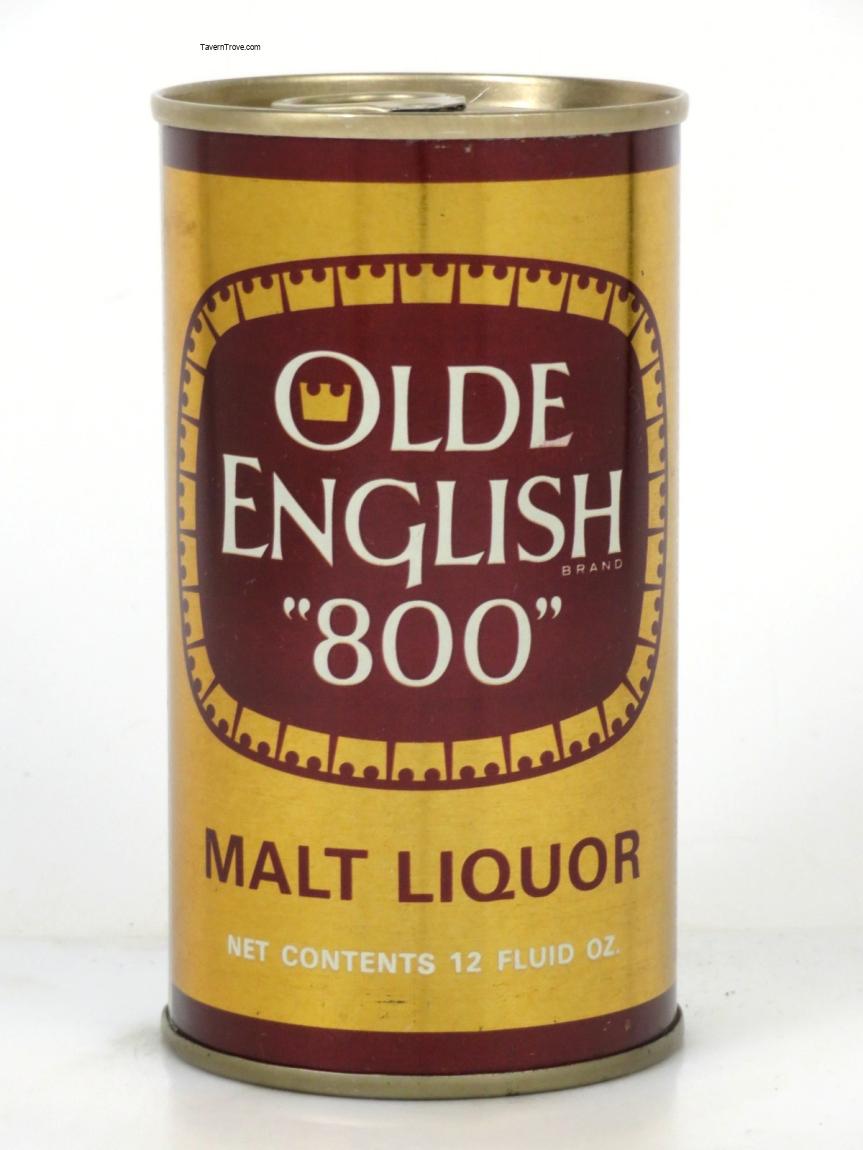 TavernTrove.com
OLDE
ENGLISH
BRAND
"800"
MALT LIQUOR
NET CONTENTS 12 FLUID OZ.